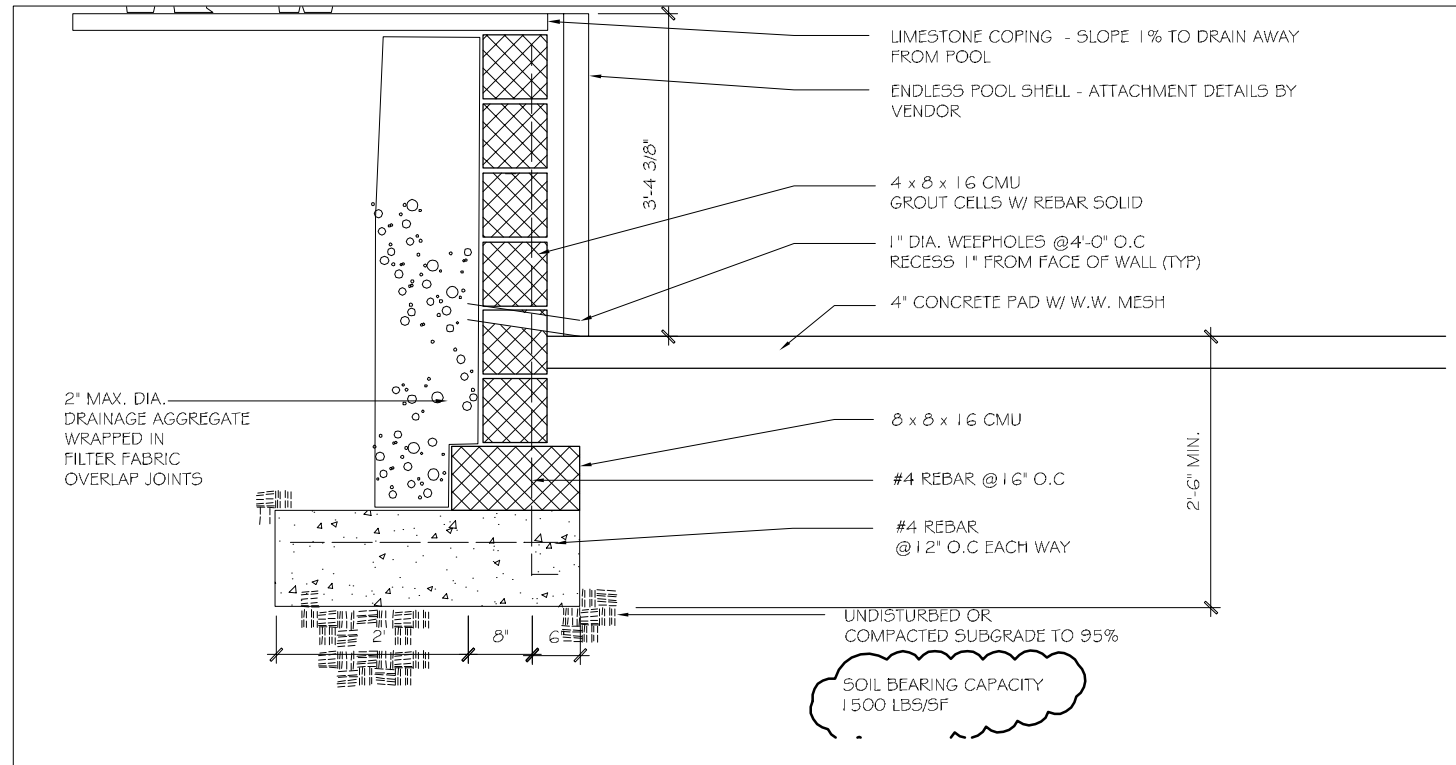 LIMESTONE COPING - SLOPE 1% TO DRAIN AWAY
FROM POOL
ENDLESS POOL SHELL - ATTACHMENT DETAILS BY
VENDOR
3'-4 3/8"
4 x 8 x 16 CMU
GROUT CELLS W/ REBAR SOLID
1" DIA. WEEPHOLES @4'-0" O.C
RECESS 1" FROM FACE OF WALL (TYP)
4" CONCRETE PAD W/ W.W. MESH
2" MAX. DIA.
DRAINAGE AGGREGATE
WRAPPED IN
FILTER FABRIC
OVERLAP JOINTS
8 x 8 x 16 CMU
#4 REBAR @16" O.C
#4 REBAR
@12" O.C EACH WAY
2'-6" MIN.
UNDISTURBED OR
COMPACTED SUBGRADE TO 95%
2'
8"
6"
SOIL BEARING CAPACITY
1500 LBS/SF